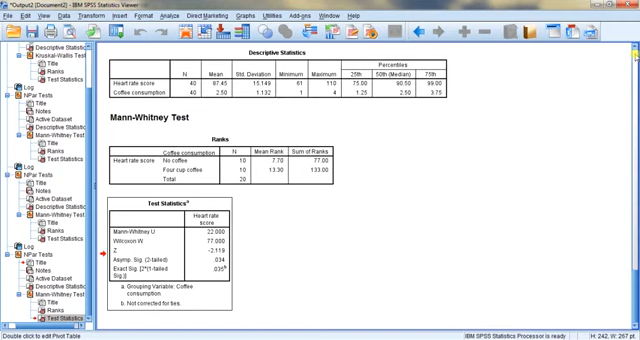 *Output2 [Document2] - IBM SPSS Statistics Viewer
File Edit View Data Transform Insert Format Analyze Direct Marketing Graphs Utilities Add-ons Window Help
Descriptive Statistics
Kruskal-Wallis Test
Title
Ranks
Test Statistics
Log
NPar Tests
Title
Notes
Active Dataset
Descriptive Statistics
Mann-Whitney Test
Title
Ranks
Test Statistics
Log
NPar Tests
Title
Notes
Active Dataset
Descriptive Statistics
Mann-Whitney Test
Title
Ranks
Test Statistics
Log
NPar Tests
Title
Notes
Active Dataset
Descriptive Statistics
Mann-Whitney Test
Title
Ranks
Test Statistics
Descriptive Statistics
Percentiles
N Mean Std. Deviation Minimum Maximum 25th 50th (Median) 75th
Heart rate score 40 87.45 15.149 61 110 75.00 90.50 99.00
Coffee consumption 40 2.50 1.132 1 4 1.25 2.50 3.75
Mann-Whitney Test
Ranks
Coffee consumption N Mean Rank Sum of Ranks
Heart rate score No coffee 10 7.70 77.00
Four cup coffee 10 13.30 133.00
Total 20
Test Statisticsa
Heart rate
score
Mann-Whitney U 22.000
Wilcoxon W 77.000
Z -2.119
Asymp. Sig. (2-tailed) .034
Exact Sig. [2*(1-tailed .035b
Sig.)]
a. Grouping Variable: Coffee
consumption
b. Not corrected for ties.
Double click to edit Pivot Table IBM SPSS Statistics Processor is ready H: 242, W: 267 pt.